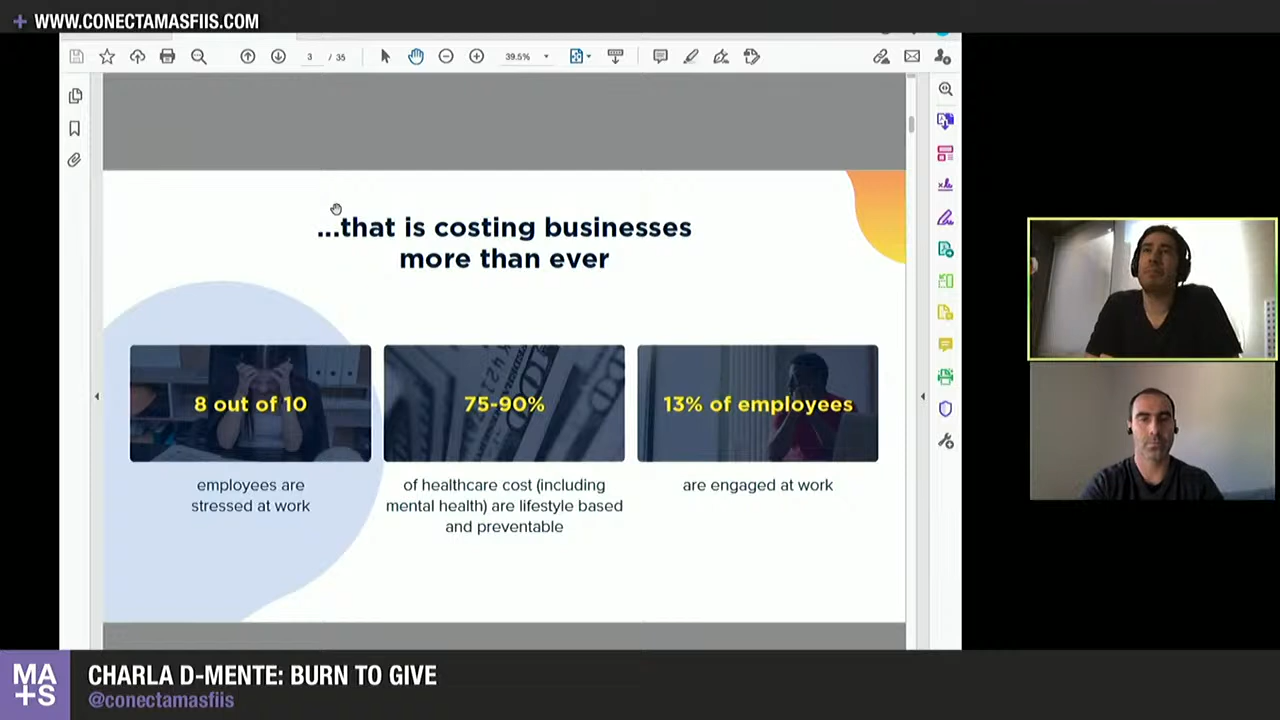 + WWW.CONECTAMASFIIS.COM
3 / 35
39.5%
...that is costing businesses
more than ever
8 out of 10
employees are
stressed at work
75-90%
of healthcare cost (including
mental health) are lifestyle based
and preventable
13% of employees
are engaged at work
MA
+S
CHARLA D-MENTE: BURN TO GIVE
@conectamasfiis